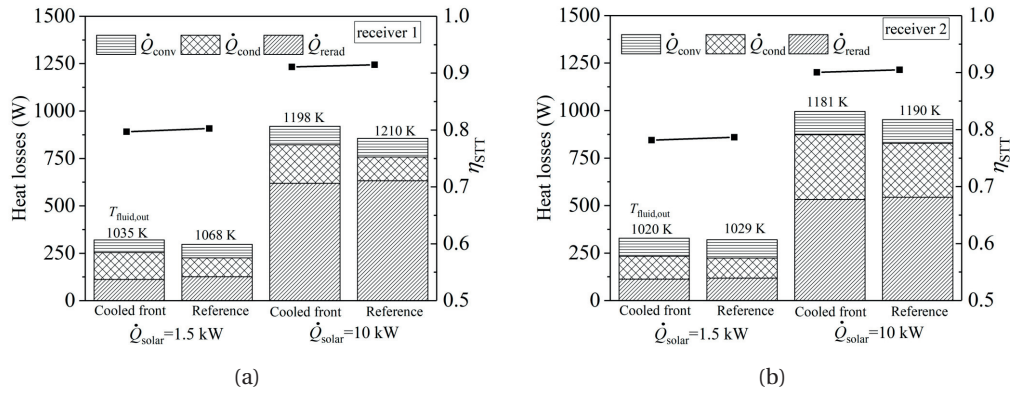 1500
1250
1000
750
500
250
0
Heat losses (W)
Q̇conv Q̇cond Q̇rerad
receiver 1
1.0
0.9
0.8
0.7
0.6
0.5
ηSTT
Tfluid,out
1035 K
1068 K
1198 K
1210 K
Cooled front Reference Cooled front Reference
Q̇solar=1.5 kW Q̇solar=10 kW
(a)
1500
1250
1000
750
500
250
0
Heat losses (W)
Q̇conv Q̇cond Q̇rerad
receiver 2
1.0
0.9
0.8
0.7
0.6
0.5
ηSTT
Tfluid,out
1020 K
1029 K
1181 K
1190 K
Cooled front Reference Cooled front Reference
Q̇solar=1.5 kW Q̇solar=10 kW
(b)